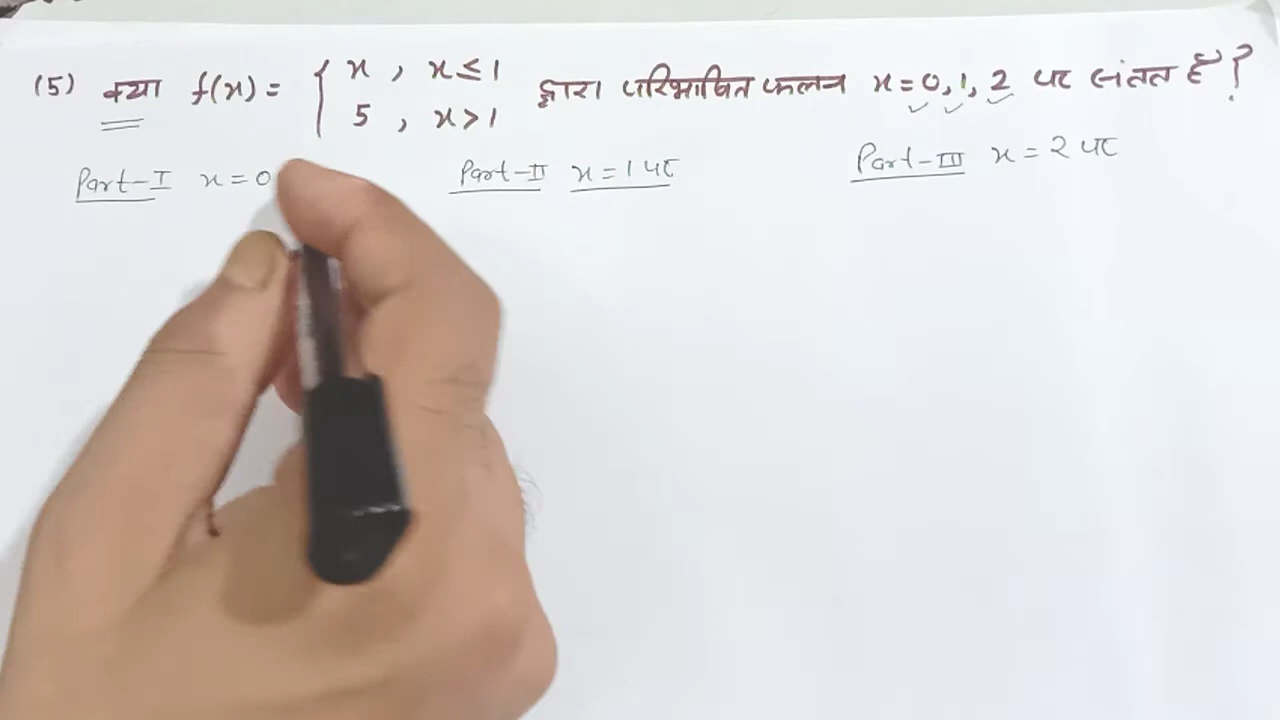 (5) क्या f(x) = { x , x ≤ 1 द्वारा परिभाषित फलन x = 0, 1, 2 पर संतत है ?
5 , x > 1
Part-I x = 0
Part-II x = 1 पर
Part-III x = 2 पर